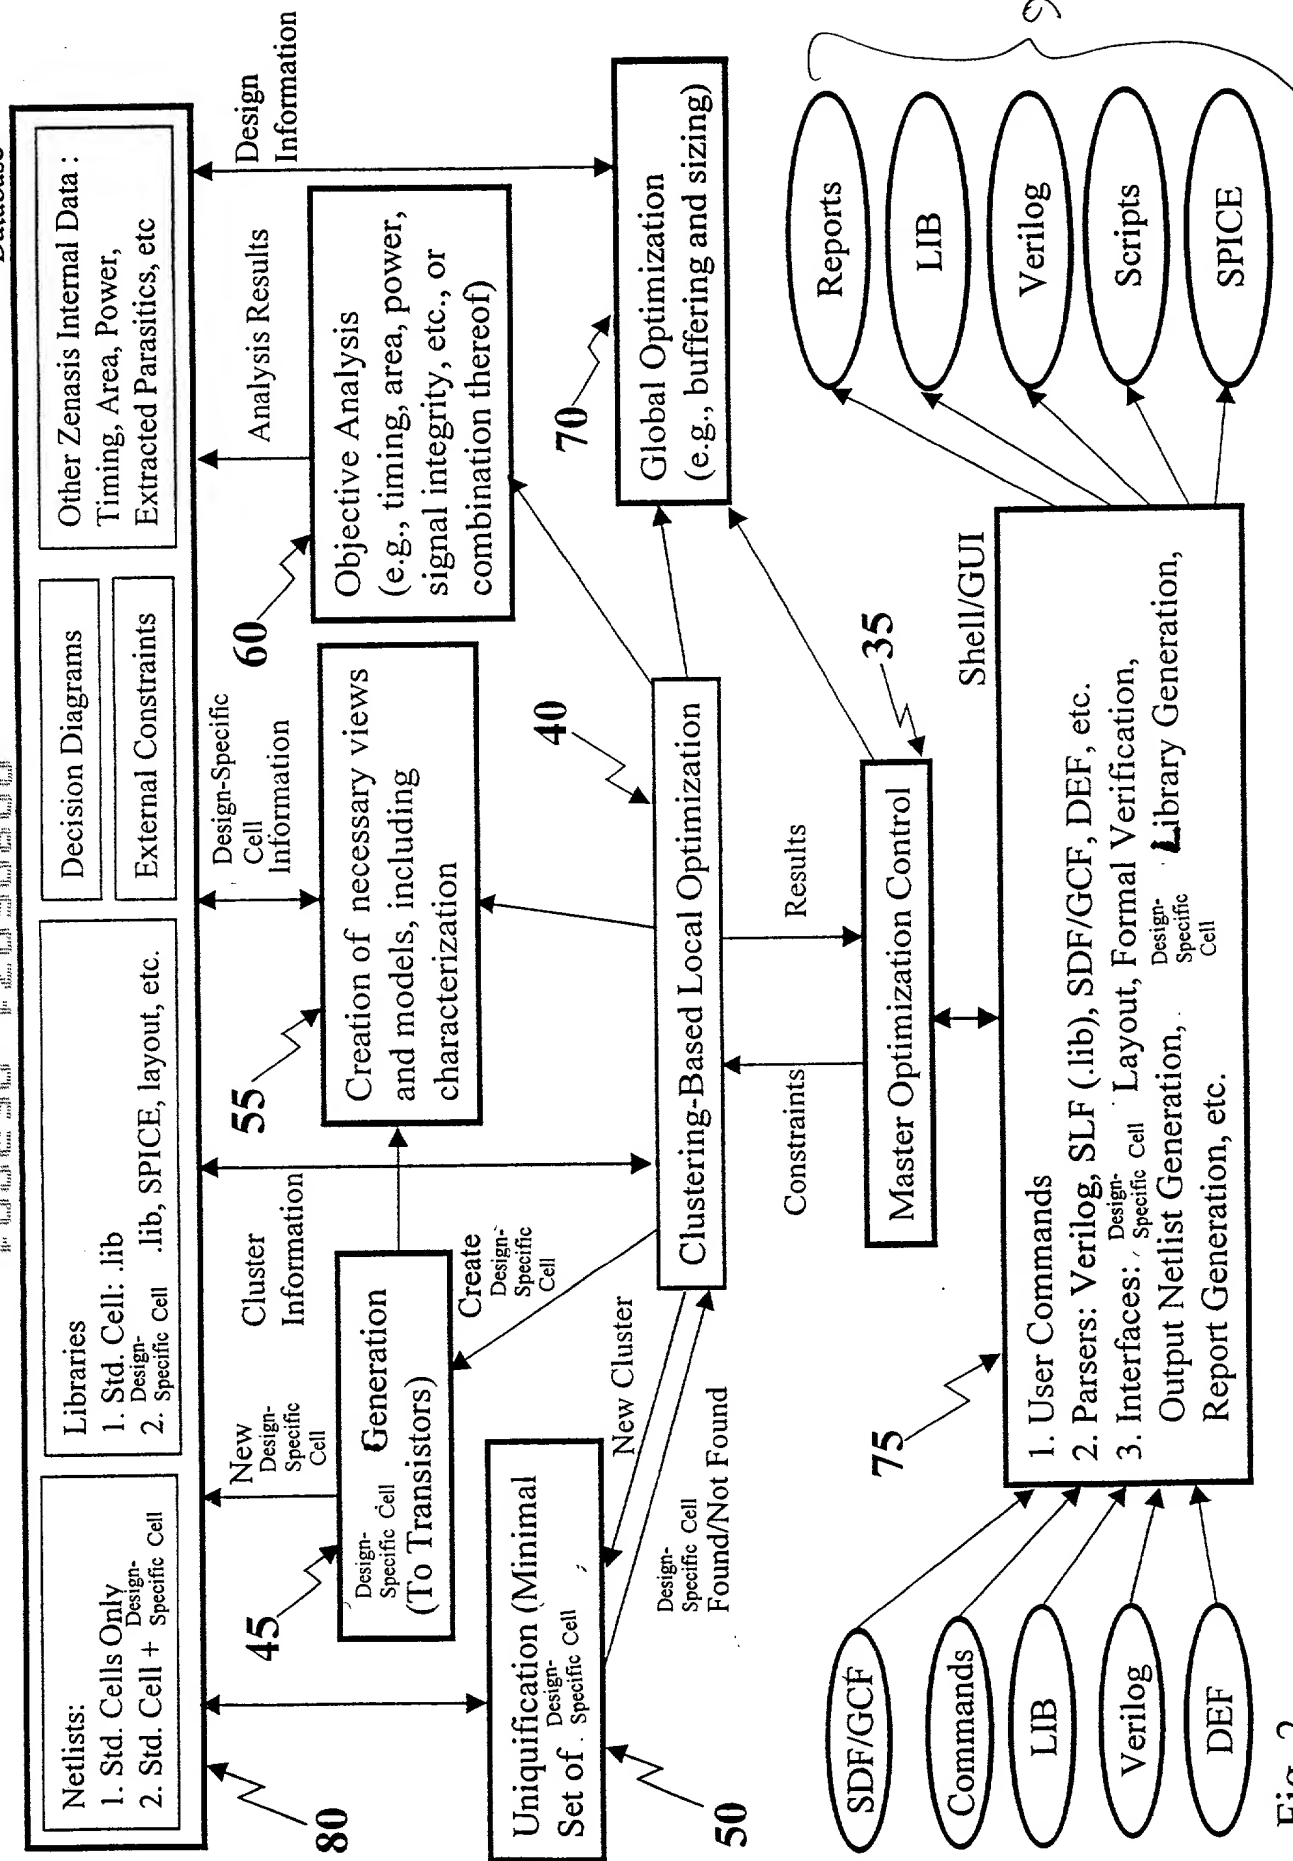 Database
Netlists:
1. Std. Cells Only
2. Std. Cell + Design-Specific Cell
Libraries
1. Std. Cell: .lib
2. Design-Specific Cell .lib, SPICE, layout, etc.
Decision Diagrams
External Constraints
Other Zenasis Internal Data :
Timing, Area, Power,
Extracted Parasitics, etc
80
New
Design-
Specific
Cell
Cluster
Information
Design-Specific
Cell
Information
Analysis Results
Design
Information
45
Design-
Specific Cell Generation
(To Transistors)
55
Creation of necessary views
and models, including
characterization
60
Objective Analysis
(e.g., timing, area, power,
signal integrity, etc., or
combination thereof)
Create Design-
Specific
Cell
50
Uniquification (Minimal
Set of Design-
Specific Cell
New Cluster
Design-
Specific Cell
Found/Not Found
40
Clustering-Based Local Optimization
70
Global Optimization
(e.g., buffering and sizing)
Constraints
Results
35
Master Optimization Control
75
Shell/GUI
1. User Commands
2. Parsers: Verilog, SLF (.lib), SDF/GCF, DEF, etc.
3. Interfaces: Design-Specific Cell Layout, Formal Verification,
Output Netlist Generation, Design-Specific Cell Library Generation,
Report Generation, etc.
SDF/GCF
Commands
LIB
Verilog
DEF
Reports
LIB
Verilog
Scripts
SPICE
Fig. 2